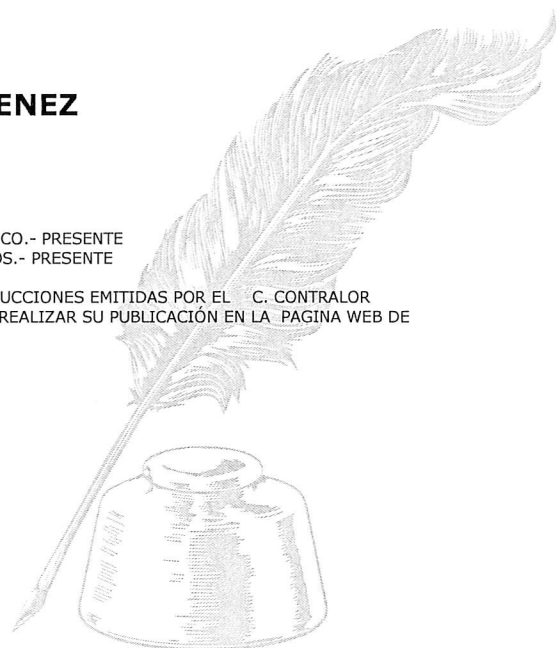 ENEZ
CO.- PRESENTE
OS.- PRESENTE
UCCIONES EMITIDAS POR EL C. CONTRALOR
REALIZAR SU PUBLICACIÓN EN LA PAGINA WEB DE